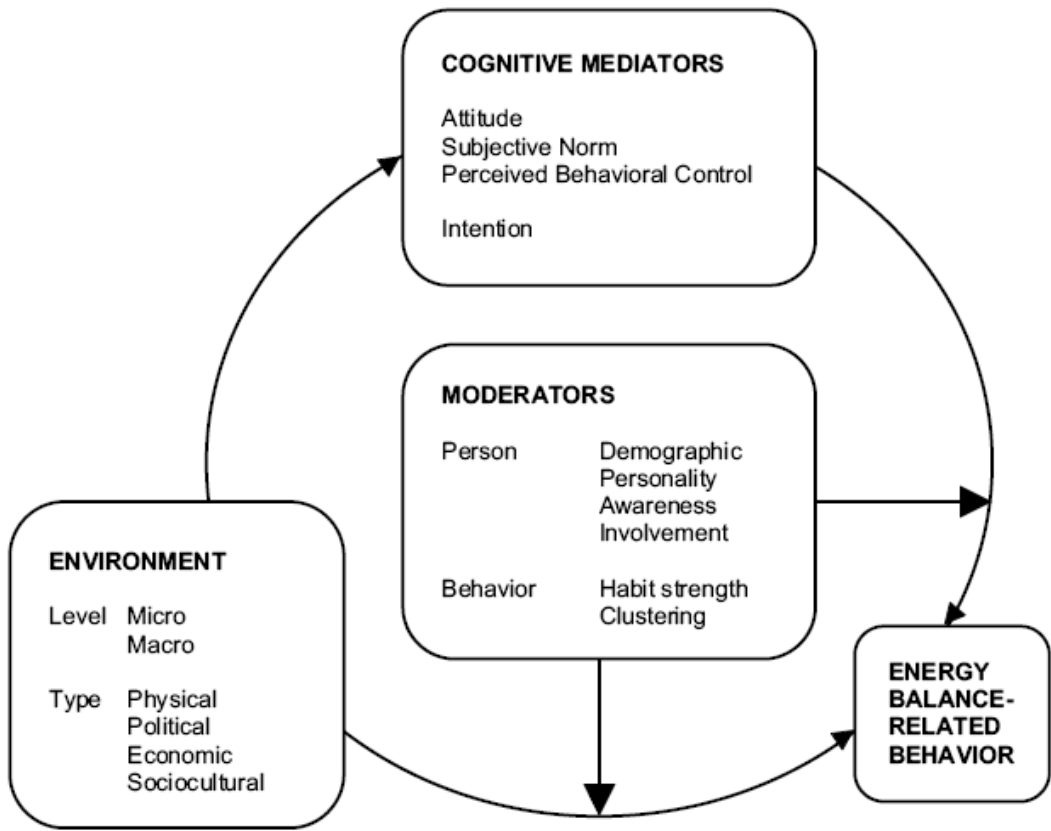 COGNITIVE MEDIATORS
Attitude
Subjective Norm
Perceived Behavioral Control
Intention
MODERATORS
Person Demographic
Personality
Awareness
Involvement
Behavior Habit strength
Clustering
ENVIRONMENT
Level Micro
Macro
Type Physical
Political
Economic
Sociocultural
ENERGY
BALANCE-
RELATED
BEHAVIOR